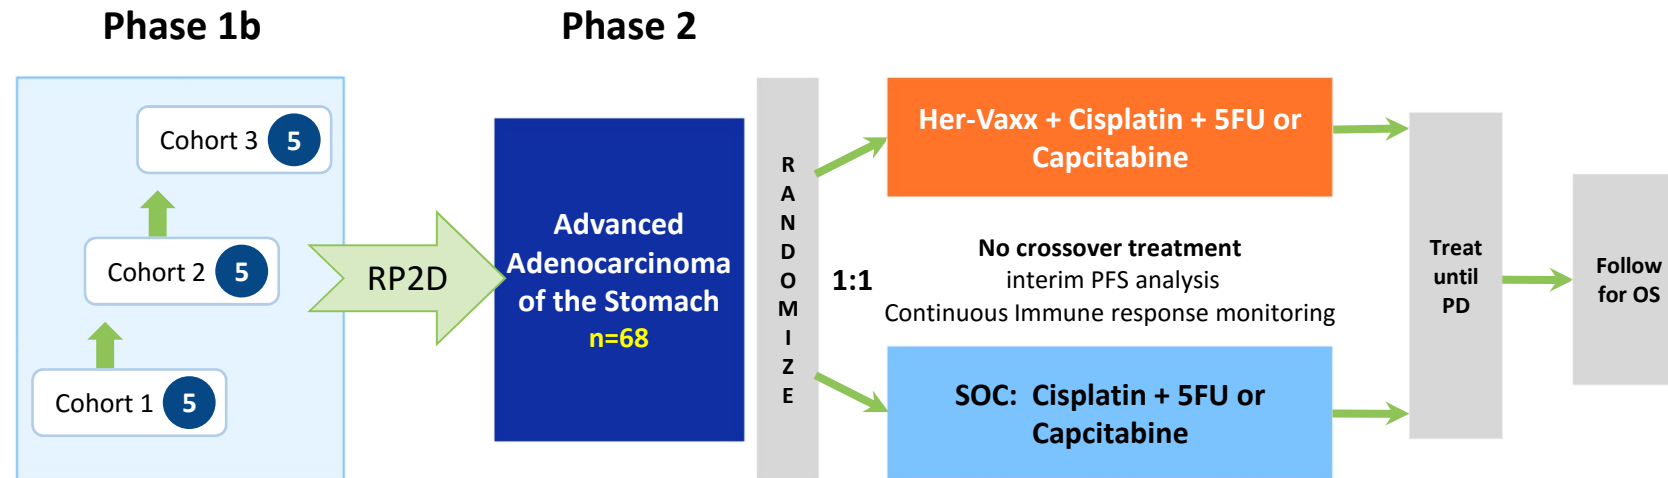 Phase 1b
Phase 2
Cohort 3 5
Cohort 2 5
Cohort 1 5
RP2D
Advanced
Adenocarcinoma
of the Stomach
n=68
RANDOMIZE
1:1
Her-Vaxx + Cisplatin + 5FU or
Capcitabine
No crossover treatment
interim PFS analysis
Continuous Immune response monitoring
SOC: Cisplatin + 5FU or
Capcitabine
Treat
until
PD
Follow
for OS